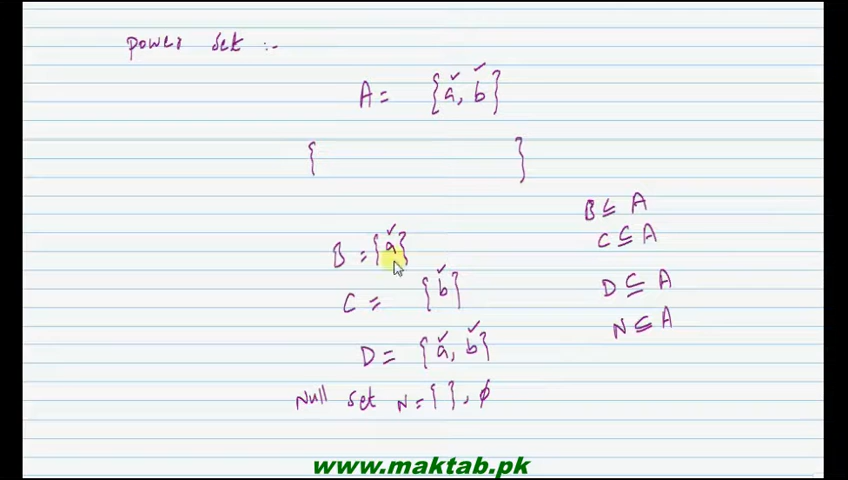 power set :-
A = {a, b}
{ }
B = {a}
C = {b}
D = {a, b}
Null set N = { }, ϕ
B ⊆ A
C ⊆ A
D ⊆ A
N ⊆ A
www.maktab.pk